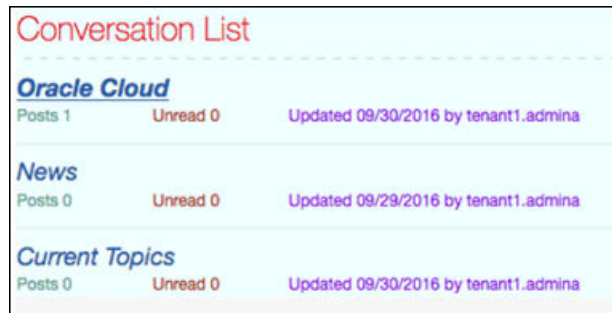 Conversation List
Oracle Cloud
Posts 1 Unread 0 Updated 09/30/2016 by tenant1.admina
News
Posts 0 Unread 0 Updated 09/29/2016 by tenant1.admina
Current Topics
Posts 0 Unread 0 Updated 09/30/2016 by tenant1.admina